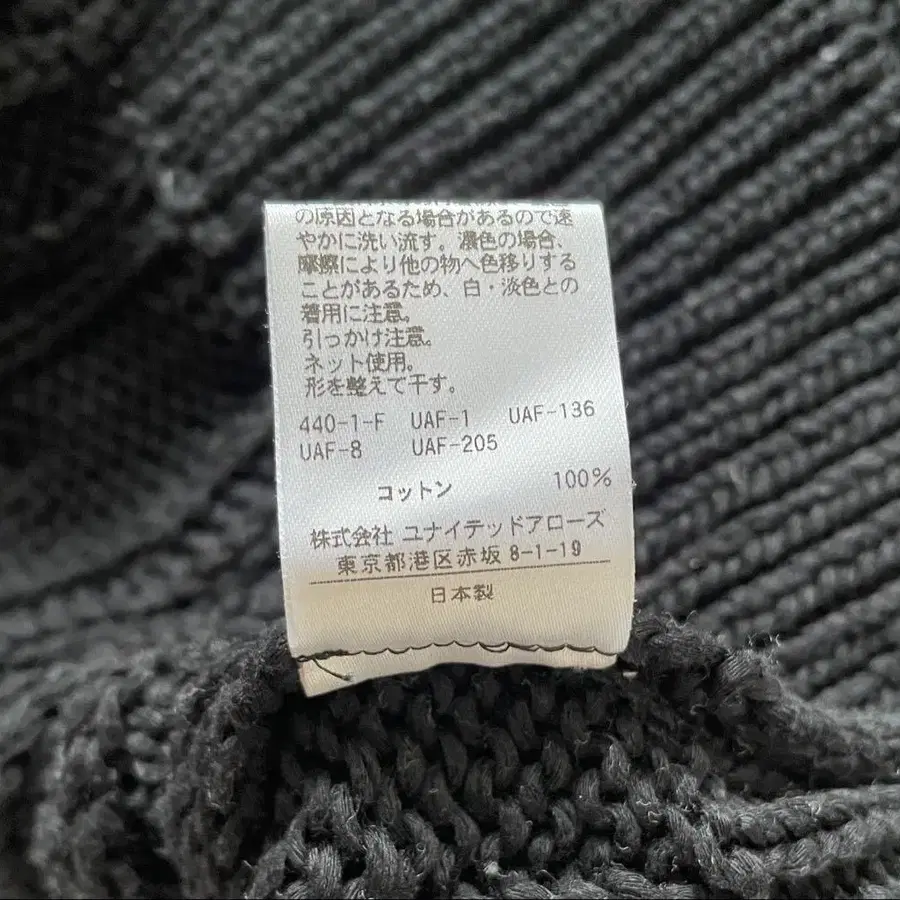 の原因となる場合があるので速
やかに洗い流す。濃色の場合、
摩擦により他の物へ色移りする
ことがあるため、白・淡色との
着用に注意。
引っかけ注意。
ネット使用。
形を整えて干す。
440-1-F UAF-1 UAF-136
UAF-8 UAF-205
コットン 100%
株式会社 ユナイテッドアローズ
東京都港区赤坂 8-1-19
日本製